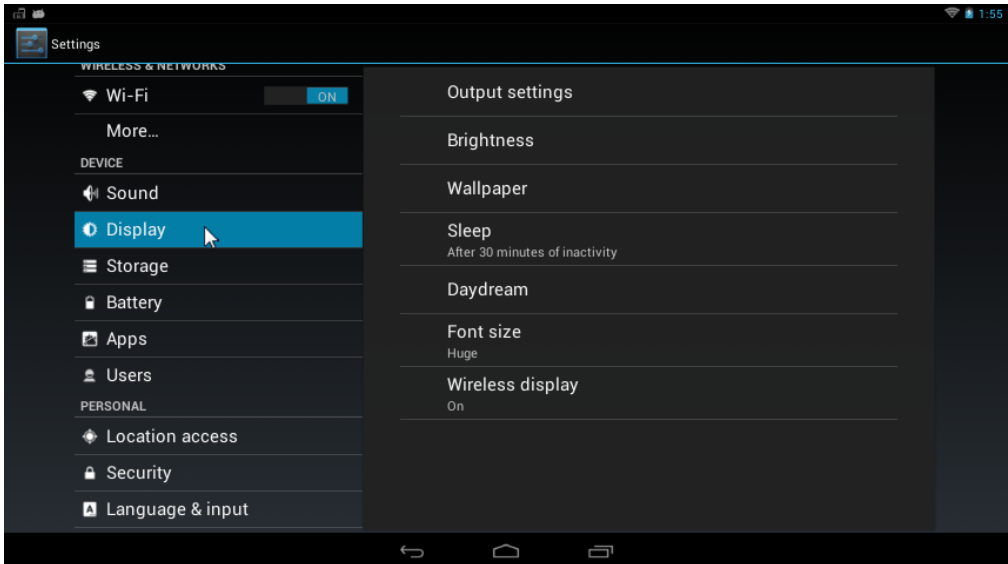 1:55
Settings
WIRELESS & NETWORKS
Wi-Fi ON
More...
DEVICE
Sound
Display
Storage
Battery
Apps
Users
PERSONAL
Location access
Security
Language & input
Output settings
Brightness
Wallpaper
Sleep
After 30 minutes of inactivity
Daydream
Font size
Huge
Wireless display
On